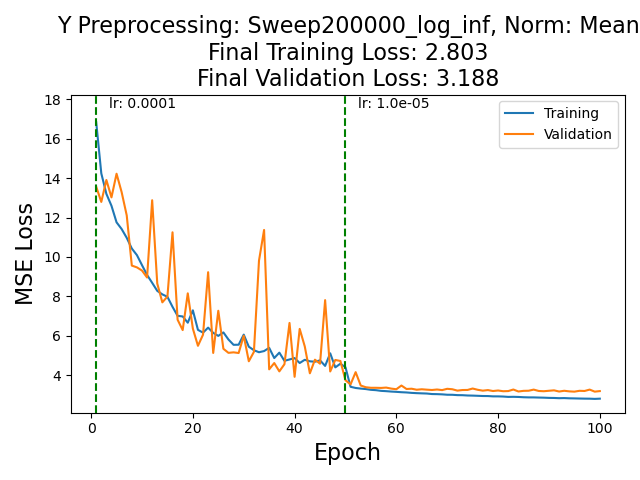 Y Preprocessing: Sweep200000_log_inf, Norm: Mean
Final Training Loss: 2.803
Final Validation Loss: 3.188
lr: 0.0001
lr: 1.0e-05
Training
Validation
18
16
14
12
10
8
6
4
MSE Loss
0
20
40
60
80
100
Epoch